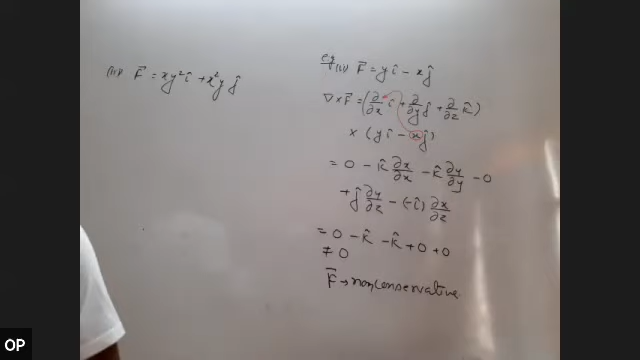 (iii) F⃗ = xy²î + x²y ĵ
eg (ii) F⃗ = yî − xĵ
∇×F⃗ = (∂/∂x î + ∂/∂y ĵ + ∂/∂z k̂)
× (yî − xĵ)
= 0 − k̂ ∂x/∂x − k̂ ∂y/∂y − 0
+ ĵ ∂y/∂z − (−î) ∂x/∂z
= 0 − k̂ − k̂ + 0 + 0
≠ 0
F⃗ → nonconservative
OP